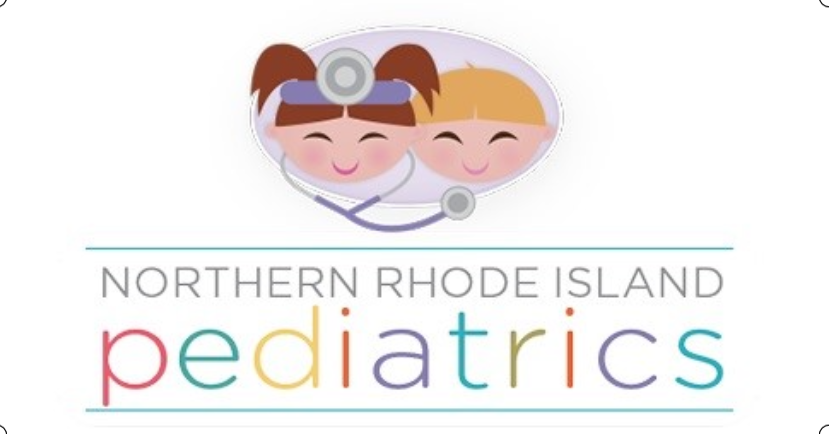 NORTHERN RHODE ISLAND
pediatrics